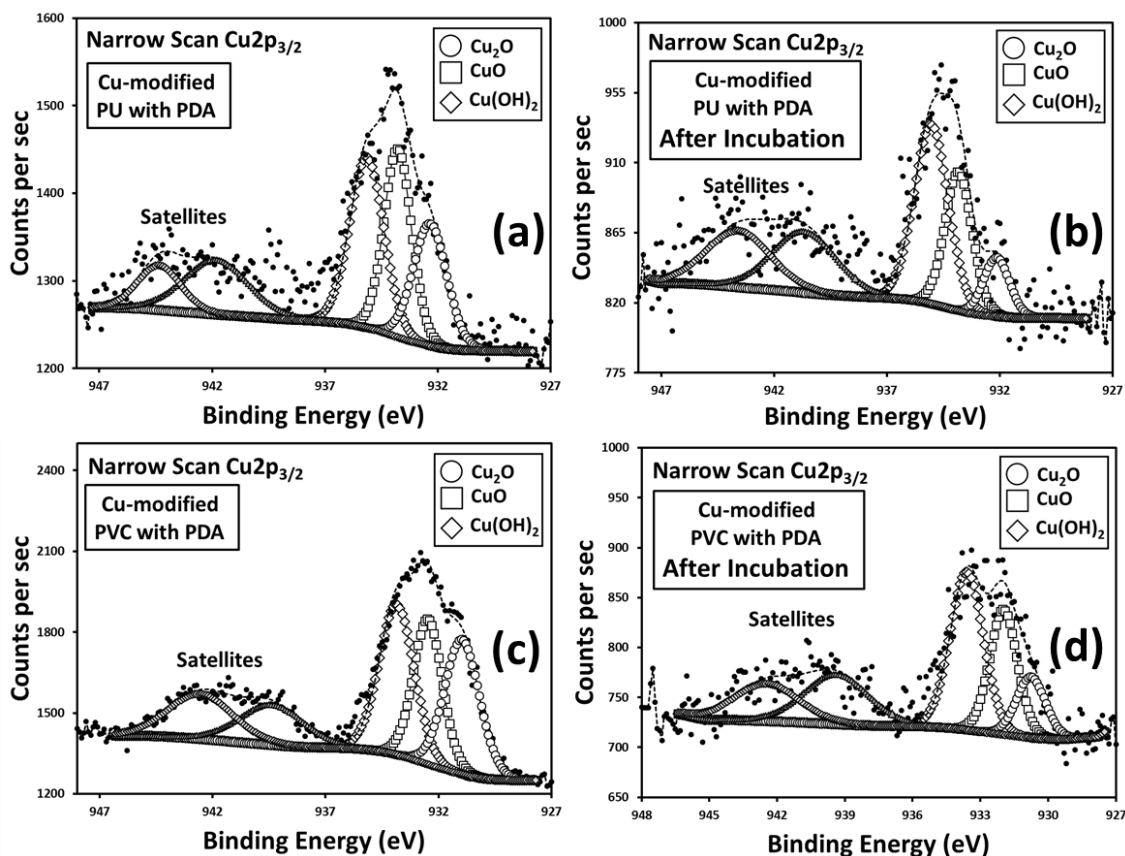 Narrow Scan Cu2p3/2
Cu-modified
PU with PDA
Cu2O
CuO
Cu(OH)2
Satellites
(a)
Counts per sec
1600
1500
1400
1300
1200
947 942 937 932 927
Binding Energy (eV)
Narrow Scan Cu2p3/2
Cu-modified
PU with PDA
After Incubation
Cu2O
CuO
Cu(OH)2
Satellites
(b)
Counts per sec
1000
955
910
865
820
775
947 942 937 932 927
Binding Energy (eV)
Narrow Scan Cu2p3/2
Cu-modified
PVC with PDA
Cu2O
CuO
Cu(OH)2
Satellites
(c)
Counts per sec
2400
2100
1800
1500
1200
947 942 937 932 927
Binding Energy (eV)
Narrow Scan Cu2p3/2
Cu-modified
PVC with PDA
After Incubation
Cu2O
CuO
Cu(OH)2
Satellites
(d)
Counts per sec
1000
950
900
850
800
750
700
650
948 945 942 939 936 933 930 927
Binding Energy (eV)